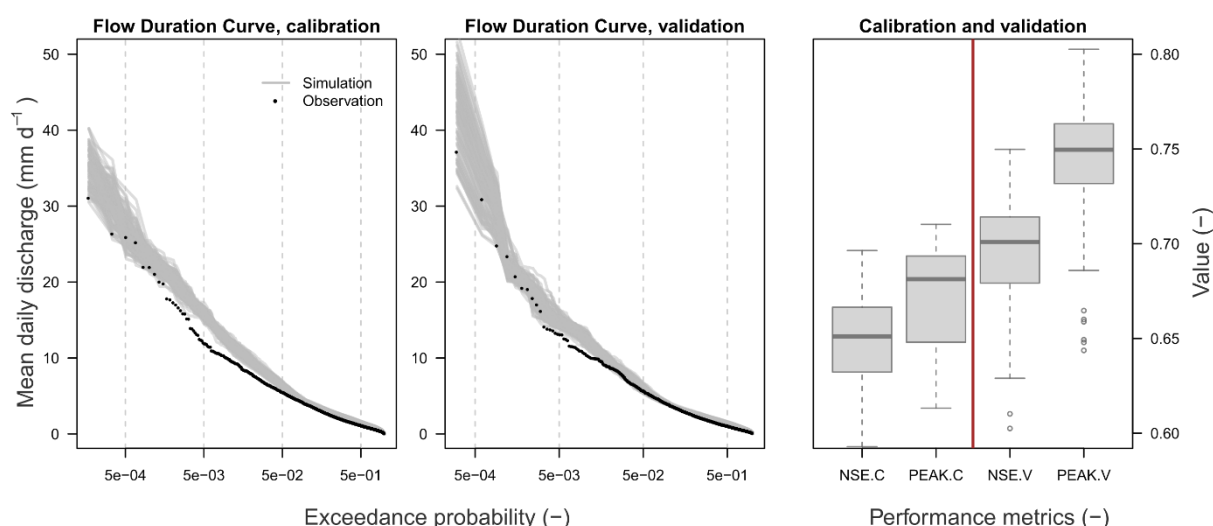 Flow Duration Curve, calibration
Flow Duration Curve, validation
Calibration and validation
Mean daily discharge (mm d⁻¹)
50
40
30
20
10
0
Simulation
Observation
5e−04
5e−03
5e−02
5e−01
50
40
30
20
10
0
5e−04
5e−03
5e−02
5e−01
Exceedance probability (−)
0.80
0.75
0.70
0.65
0.60
Value (−)
NSE.C
PEAK.C
NSE.V
PEAK.V
Performance metrics (−)